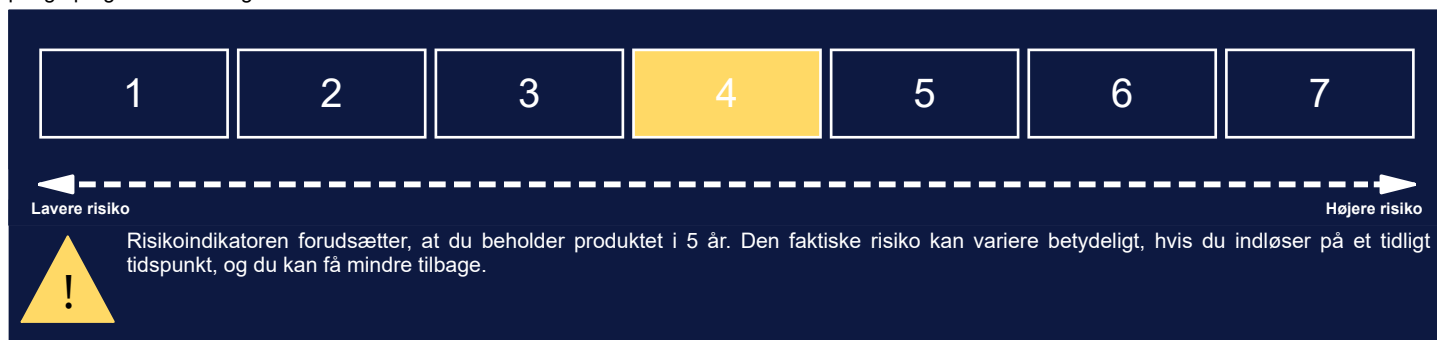 1 2 3 4 5 6 7
Lavere risiko Højere risiko
Risikoindikatoren forudsætter, at du beholder produktet i 5 år. Den faktiske risiko kan variere betydeligt, hvis du indløser på et tidligt
tidspunkt, og du kan få mindre tilbage.
!